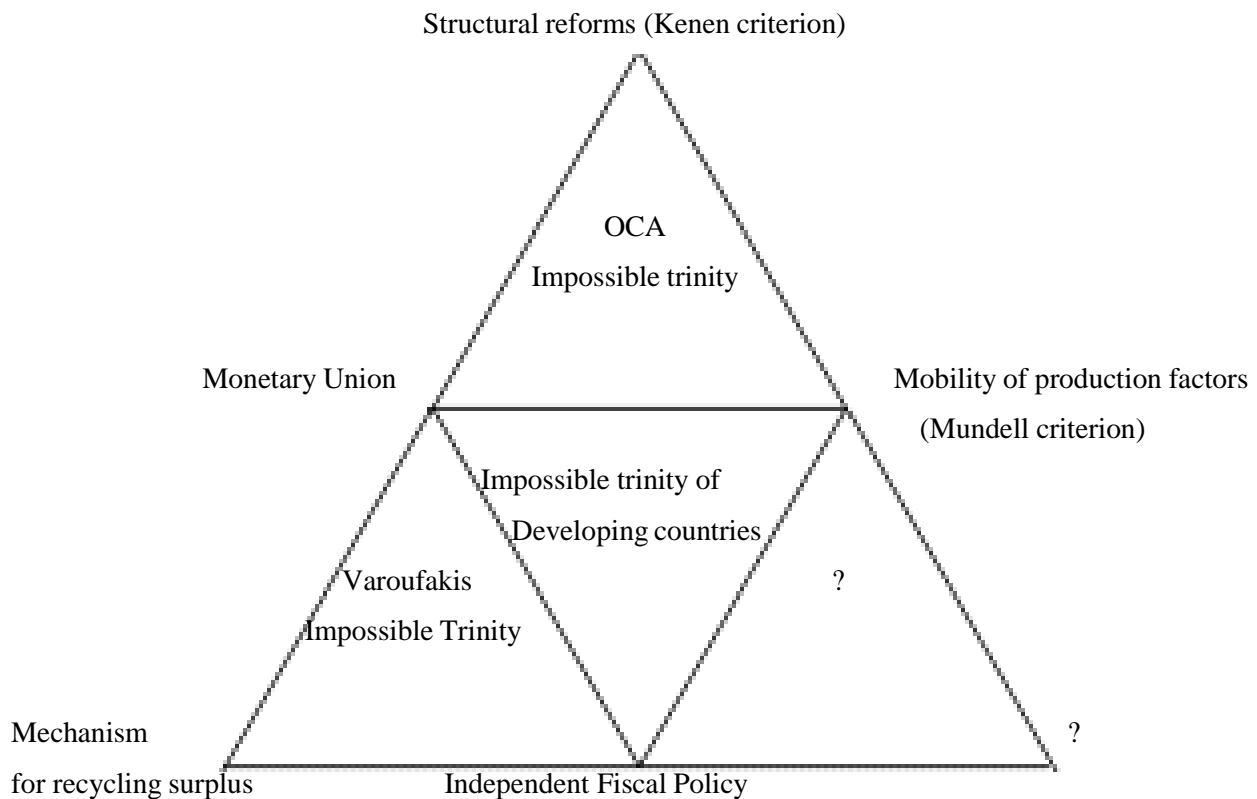 Structural reforms (Kenen criterion)
OCA
Impossible trinity
Monetary Union
Mobility of production factors
(Mundell criterion)
Impossible trinity of
Developing countries
Varoufakis
Impossible Trinity
?
Mechanism
for recycling surplus
Independent Fiscal Policy
?